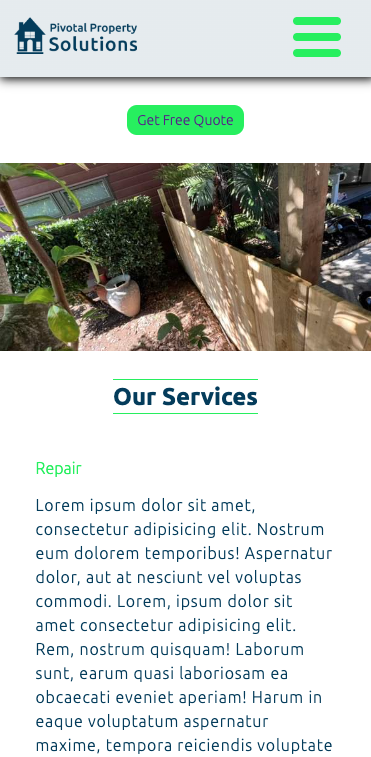 Pivotal Property
Solutions
Get Free Quote
Our Services
Repair
Lorem ipsum dolor sit amet,
consectetur adipisicing elit. Nostrum
eum dolorem temporibus! Aspernatur
dolor, aut at nesciunt vel voluptas
commodi. Lorem, ipsum dolor sit
amet consectetur adipisicing elit.
Rem, nostrum quisquam! Laborum
sunt, earum quasi laboriosam ea
obcaecati eveniet aperiam! Harum in
eaque voluptatum aspernatur
maxime, tempora reiciendis voluptate